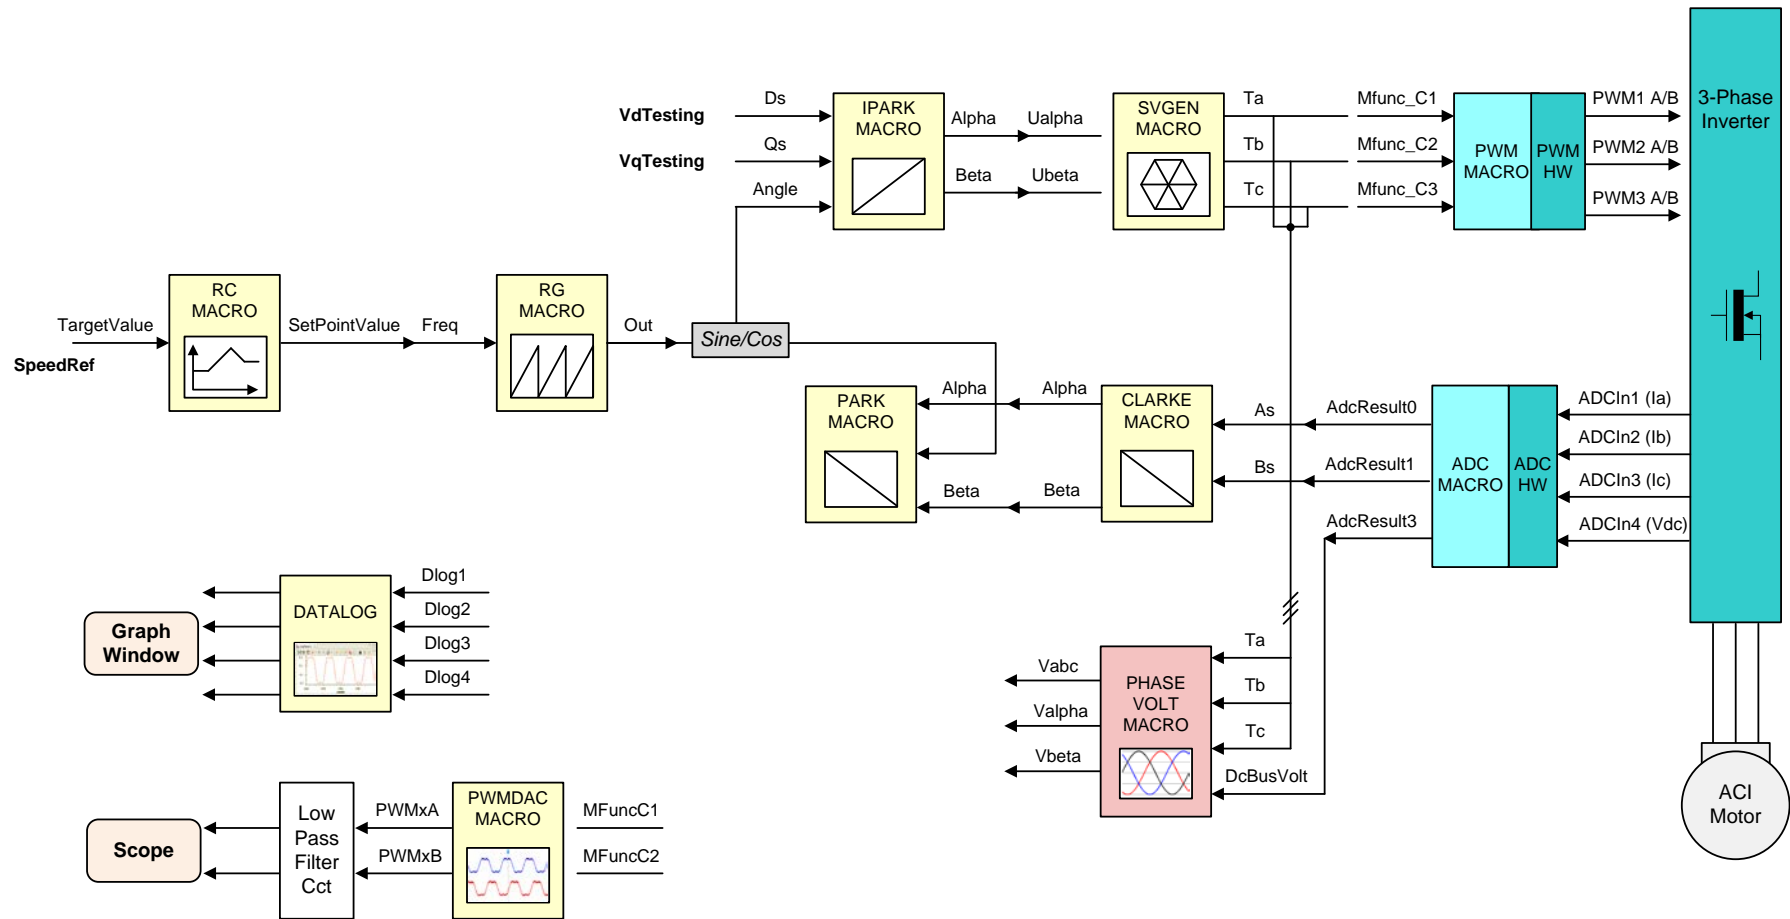 VdTesting
Ds
VqTesting
Qs
Angle
IPARK
MACRO
Alpha
Ualpha
Beta
Ubeta
SVGEN
MACRO
Ta
Tb
Tc
Mfunc_C1
Mfunc_C2
Mfunc_C3
PWM
MACRO
PWM
HW
PWM1 A/B
PWM2 A/B
PWM3 A/B
3-Phase
Inverter
TargetValue
SpeedRef
RC
MACRO
SetPointValue
Freq
RG
MACRO
Out
Sine/Cos
PARK
MACRO
Alpha
Alpha
Beta
Beta
CLARKE
MACRO
As
Bs
AdcResult0
AdcResult1
AdcResult3
ADC
MACRO
ADC
HW
ADCIn1 (Ia)
ADCIn2 (Ib)
ADCIn3 (Ic)
ADCIn4 (Vdc)
Graph
Window
DATALOG
Dlog1
Dlog2
Dlog3
Dlog4
Vabc
Valpha
Vbeta
PHASE
VOLT
MACRO
Ta
Tb
Tc
DcBusVolt
ACI
Motor
Scope
Low
Pass
Filter
Cct
PWMxA
PWMxB
PWMDAC
MACRO
MFuncC1
MFuncC2